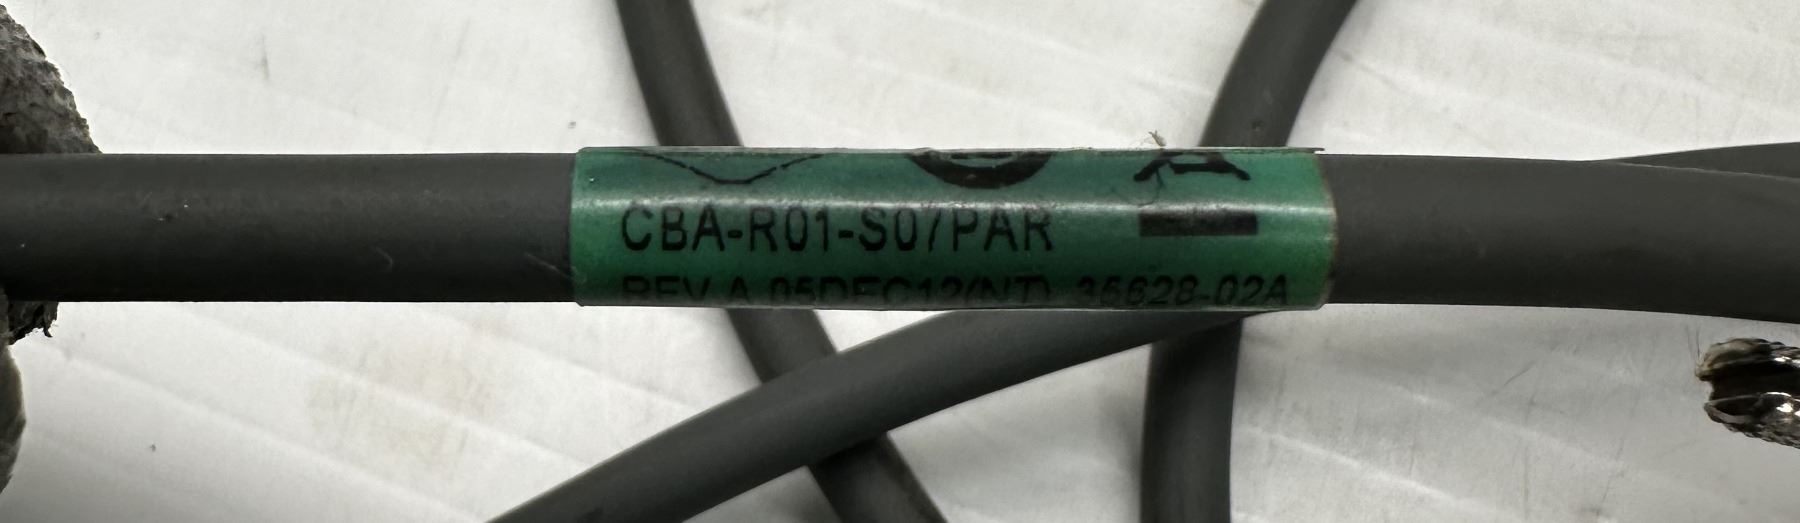 CBA-R01-S07PAR
REV A 05DEC12(NT) 35628-02A